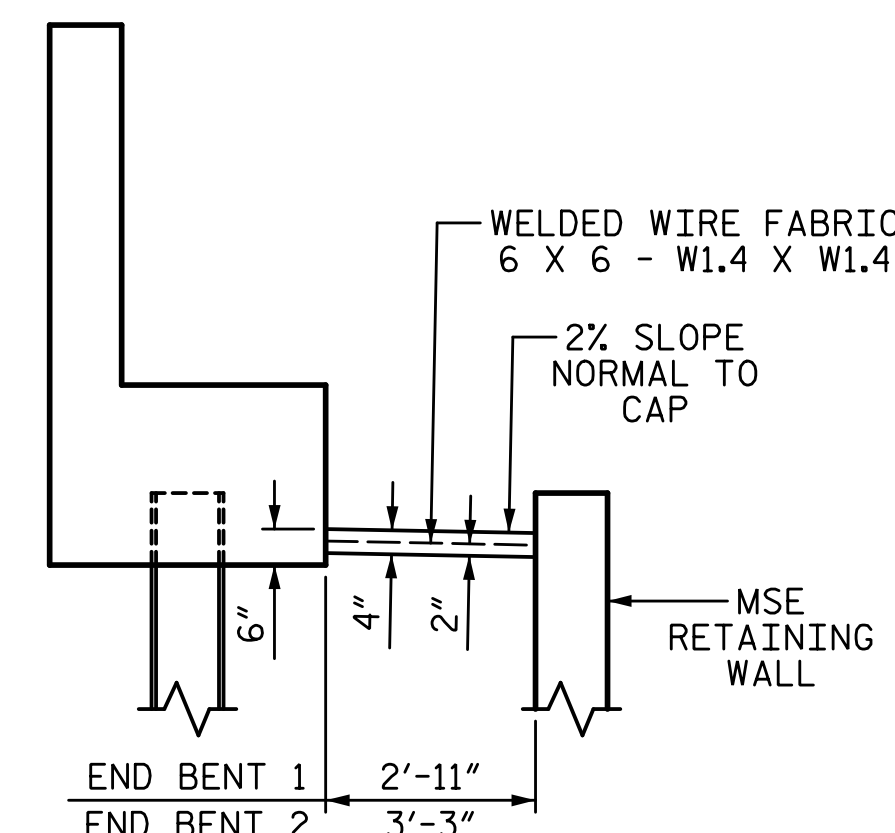 WELDED WIRE FABRIC
6 X 6 - W1.4 X W1.4
2% SLOPE
NORMAL TO
CAP
6"
4"
2"
MSE
RETAINING
WALL
END BENT 1 2'-11"
END BENT 2 3'-3"